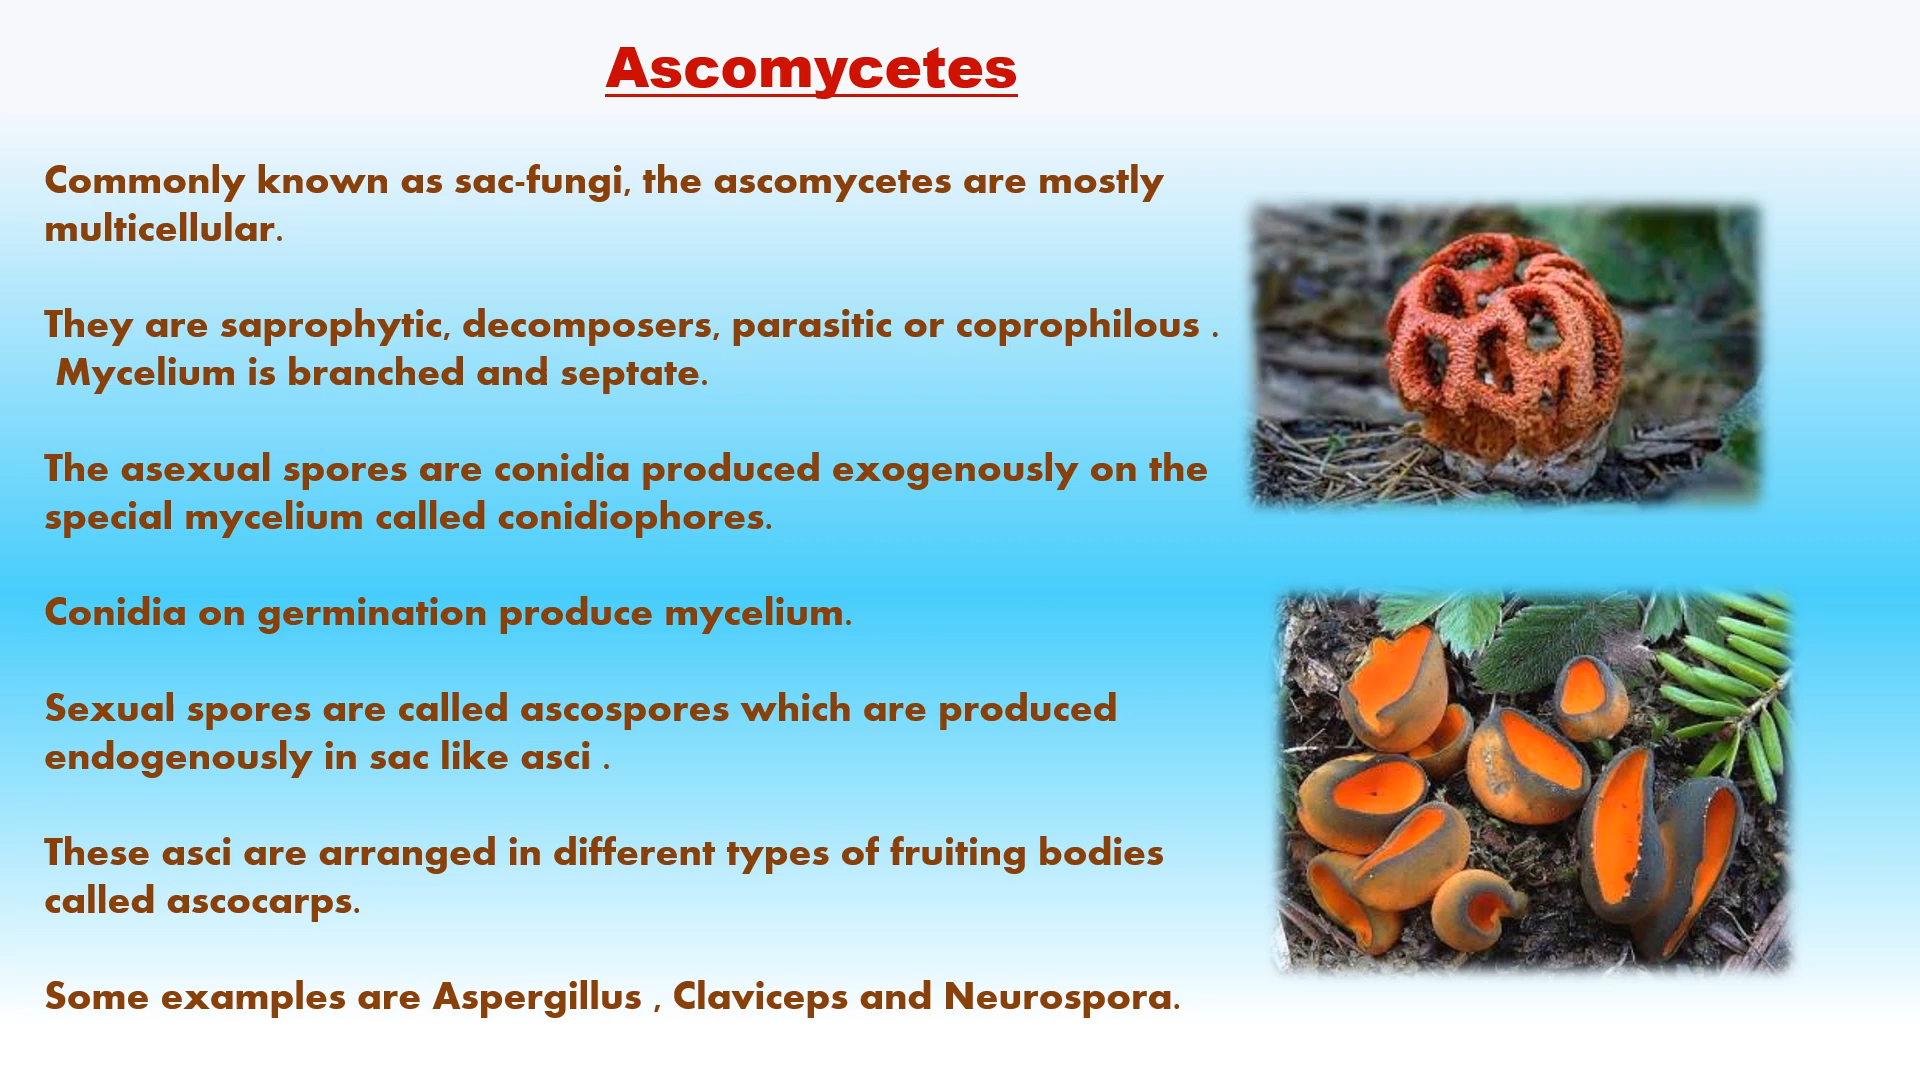 Ascomycetes
Commonly known as sac-fungi, the ascomycetes are mostly
multicellular.
They are saprophytic, decomposers, parasitic or coprophilous .
Mycelium is branched and septate.
The asexual spores are conidia produced exogenously on the
special mycelium called conidiophores.
Conidia on germination produce mycelium.
Sexual spores are called ascospores which are produced
endogenously in sac like asci .
These asci are arranged in different types of fruiting bodies
called ascocarps.
Some examples are Aspergillus , Claviceps and Neurospora.